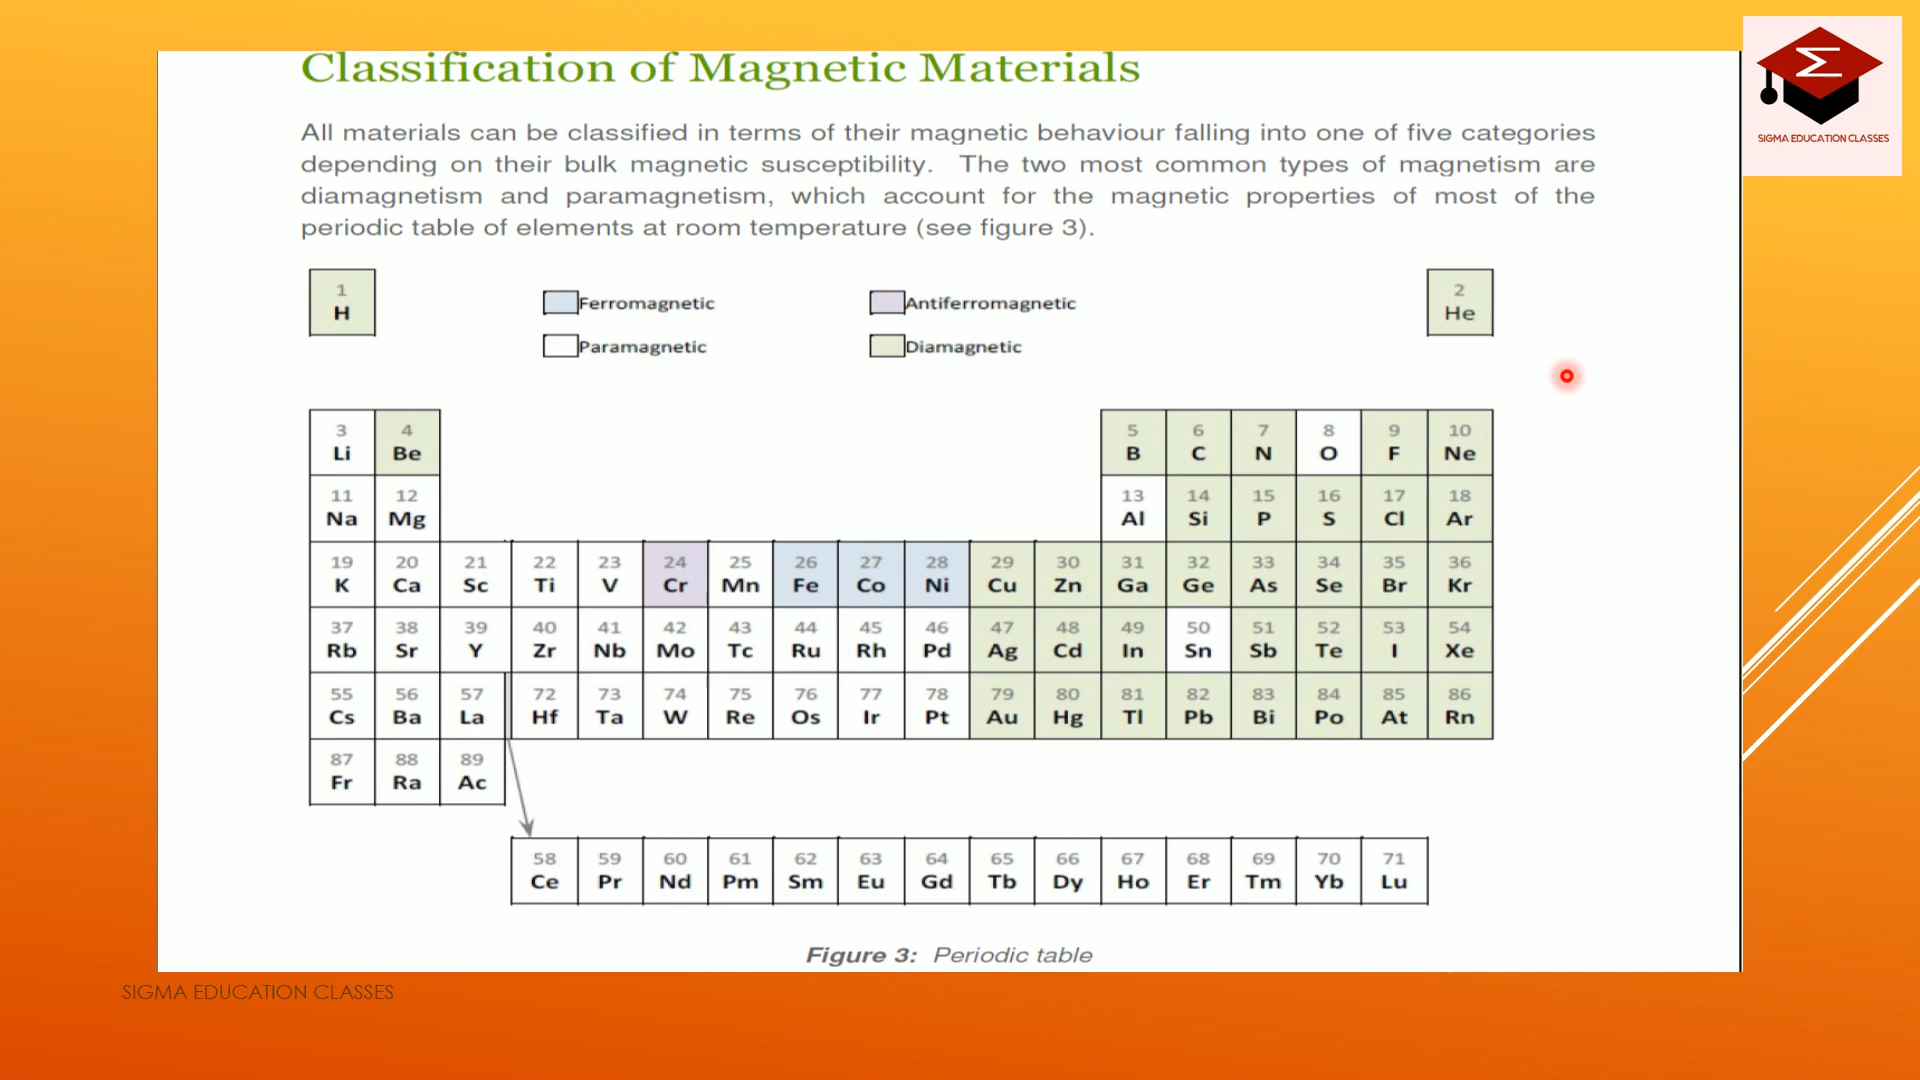 Classification of Magnetic Materials
Σ
SIGMA EDUCATION CLASSES
All materials can be classified in terms of their magnetic behaviour falling into one of five categories
depending on their bulk magnetic susceptibility. The two most common types of magnetism are
diamagnetism and paramagnetism, which account for the magnetic properties of most of the
periodic table of elements at room temperature (see figure 3).
1 2
H He
Ferromagnetic Antiferromagnetic
Paramagnetic Diamagnetic
3 4 5 6 7 8 9 10
Li Be B C N O F Ne
11 12 13 14 15 16 17 18
Na Mg Al Si P S Cl Ar
19 20 21 22 23 24 25 26 27 28 29 30 31 32 33 34 35 36
K Ca Sc Ti V Cr Mn Fe Co Ni Cu Zn Ga Ge As Se Br Kr
37 38 39 40 41 42 43 44 45 46 47 48 49 50 51 52 53 54
Rb Sr Y Zr Nb Mo Tc Ru Rh Pd Ag Cd In Sn Sb Te I Xe
55 56 57 72 73 74 75 76 77 78 79 80 81 82 83 84 85 86
Cs Ba La Hf Ta W Re Os Ir Pt Au Hg Tl Pb Bi Po At Rn
87 88 89
Fr Ra Ac
58 59 60 61 62 63 64 65 66 67 68 69 70 71
Ce Pr Nd Pm Sm Eu Gd Tb Dy Ho Er Tm Yb Lu
Figure 3: Periodic table
SIGMA EDUCATION CLASSES